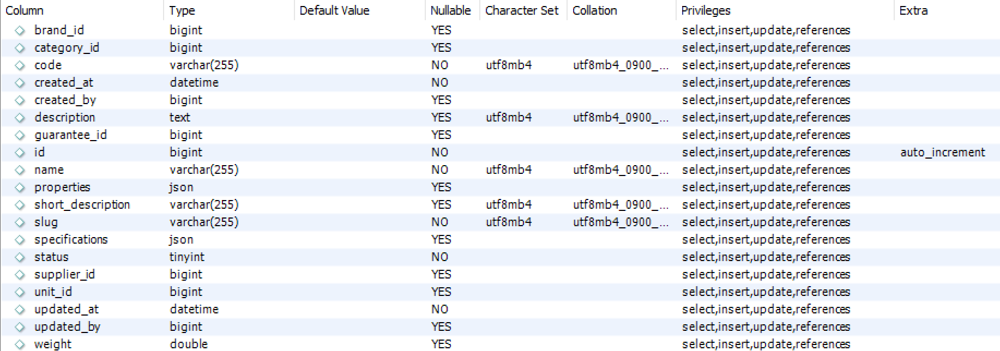 Column Type Default Value Nullable Character Set Collation Privileges Extra
brand_id bigint YES select,insert,update,references
category_id bigint YES select,insert,update,references
code varchar(255) NO utf8mb4 utf8mb4_0900_... select,insert,update,references
created_at datetime NO select,insert,update,references
created_by bigint YES select,insert,update,references
description text YES utf8mb4 utf8mb4_0900_... select,insert,update,references
guarantee_id bigint YES select,insert,update,references
id bigint NO select,insert,update,references auto_increment
name varchar(255) NO utf8mb4 utf8mb4_0900_... select,insert,update,references
properties json YES select,insert,update,references
short_description varchar(255) YES utf8mb4 utf8mb4_0900_... select,insert,update,references
slug varchar(255) NO utf8mb4 utf8mb4_0900_... select,insert,update,references
specifications json YES select,insert,update,references
status tinyint NO select,insert,update,references
supplier_id bigint YES select,insert,update,references
unit_id bigint YES select,insert,update,references
updated_at datetime NO select,insert,update,references
updated_by bigint YES select,insert,update,references
weight double YES select,insert,update,references